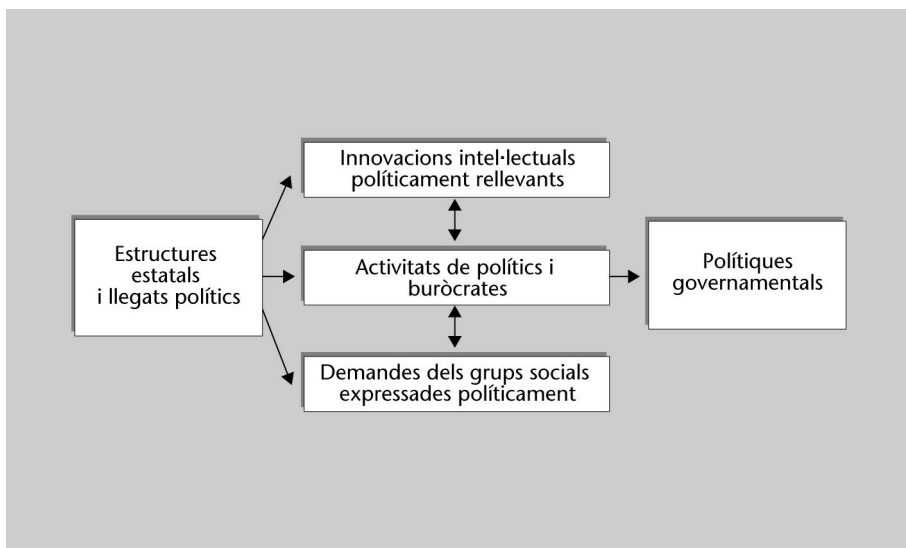 Innovacions intel·lectuals
políticament rellevants
Estructures
estatals
i llegats polítics
Activitats de polítics i
buròcrates
Polítiques
governamentals
Demandes dels grups socials
expressades políticament